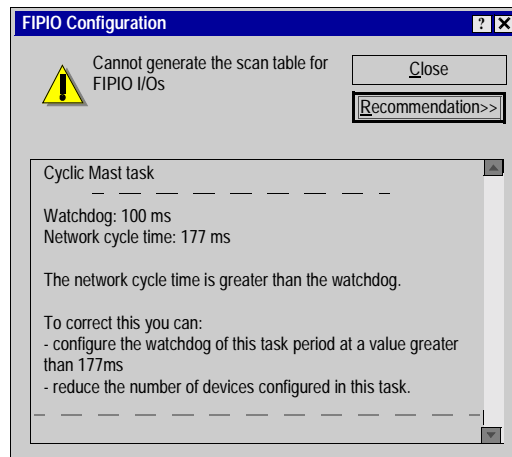 FIPIO Configuration
Cannot generate the scan table for
FIPIO I/Os
Close
Recommendation>>
Cyclic Mast task
Watchdog: 100 ms
Network cycle time: 177 ms
The network cycle time is greater than the watchdog.
To correct this you can:
- configure the watchdog of this task period at a value greater
than 177ms
- reduce the number of devices configured in this task.